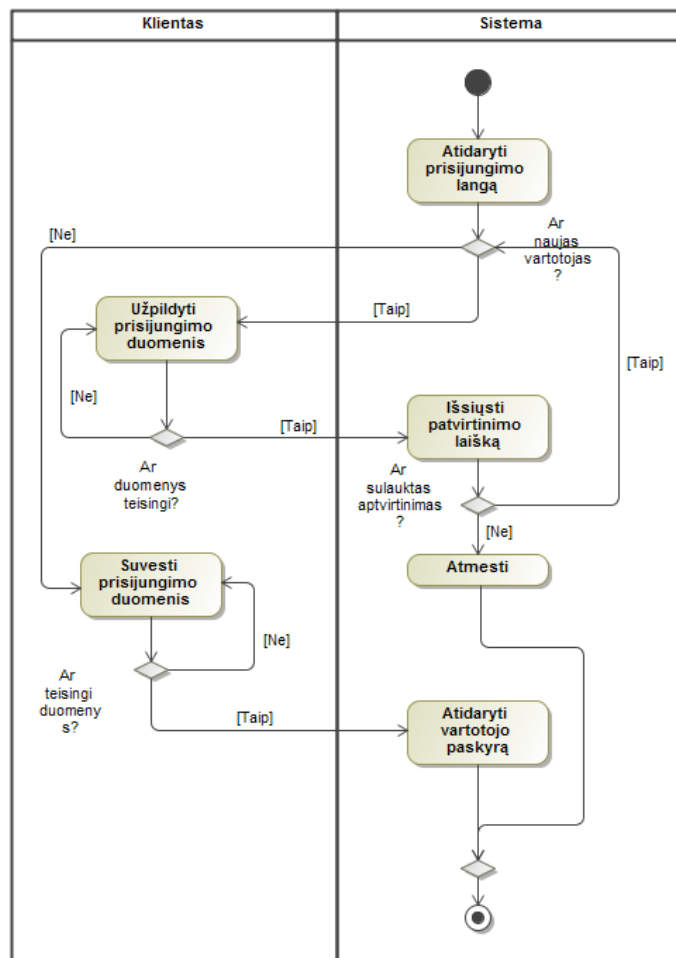 Klientas
Sistema
Atidaryti
prisijungimo
langą
Ar
naujas
vartotojas
?
[Ne]
[Taip]
Užpildyti
prisijungimo
duomenis
[Taip]
[Ne]
Išsiųsti
patvirtinimo
laišką
[Taip]
Ar
duomenys
teisingi?
Ar
sulauktas
aptvirtinimas
?
[Ne]
Suvesti
prisijungimo
duomenis
Atmesti
[Ne]
Ar
teisingi
duomeny
s?
[Taip]
Atidaryti
vartotojo
paskyrą